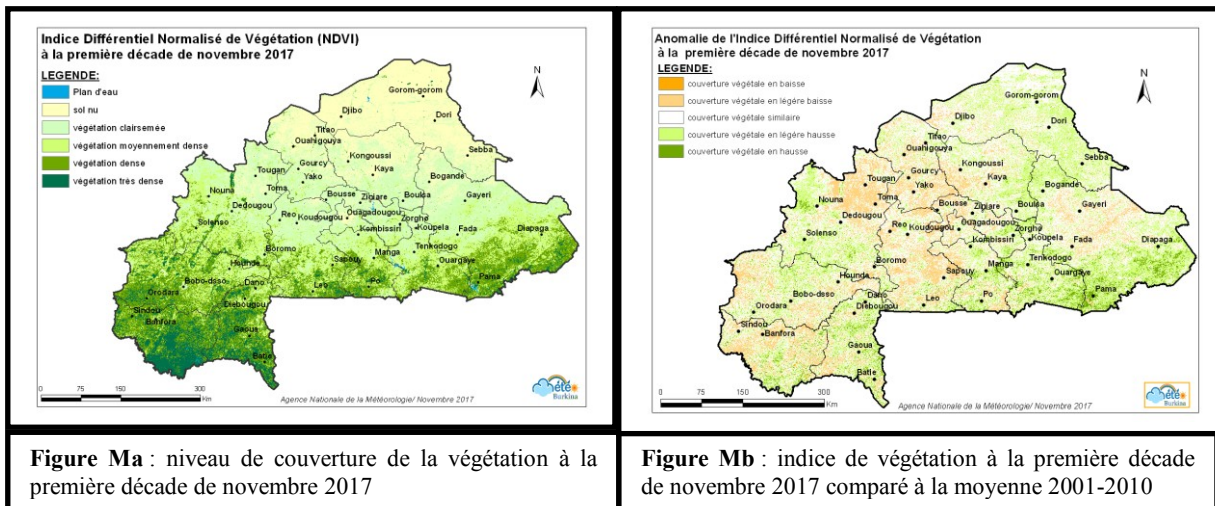 Indice Différentiel Normalisé de Végétation (NDVI)
à la première décade de novembre 2017
LEGENDE:
Plan d'eau
sol nu
végétation clairsemée
végétation moyennement dense
végétation dense
végétation très dense
N
Gorom-gorom
Djibo
Dori
Titao
Ouahigouya
Sebba
Kongoussi
Gourcy
Kaya
Tougan
Yako
Bogande
Toma
Nouna
Bousse
Ziniare
Boulsa
Gayeri
Dedougou
Ouagadougou
Reo
Koudougou
Zorgho
Solenso
Kombissiri
Koupela
Fada
Diapaga
Boromo
Tenkodogo
Manga
Hounde
Sapouy
Ouargaye
Bobo-dsso
Dano
Pama
Leo
Po
Orodara
Diebougou
Sindou
Banfora
Gaoua
Batie
0 75 150 300
Km
Agence Nationale de la Météorologie/ Novembre 2017
été
Burkina
Anomalie de l'Indice Différentiel Normalisé de Végétation
à la première décade de novembre 2017
LEGENDE:
couverture végétale en baisse
couverture végétale en légére baisse
couverture végétale similaire
couverture végétale en légére hausse
couverture végétale en hausse
N
Gorom-gorom
Djibo
Dori
Titao
Ouahigouya
Sebba
Kongoussi
Gourcy
Kaya
Tougan
Yako
Bogande
Toma
Nouna
Bousse
Ziniare
Boulsa
Gayeri
Dedougou
Reo
Koudougou
Ouagadougou
Zorgho
Solenso
Kombissiri
Koupela
Fada
Diapaga
Boromo
Tenkodogo
Manga
Hounde
Sapouy
Ouargaye
Bobo-dsso
Dano
Pama
Leo
Po
Orodara
Diebougou
Sindou
Banfora
Gaoua
Batie
0 75 150 300
Km
Agence Nationale de la Météorologie/ Novembre 2017
été
Burkina
Figure Ma : niveau de couverture de la végétation à la
première décade de novembre 2017
Figure Mb : indice de végétation à la première décade
de novembre 2017 comparé à la moyenne 2001-2010